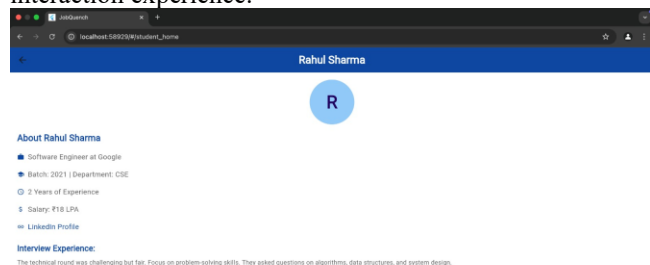 interaction experience.
JobQuench
localhost:58929/#/student_home
Rahul Sharma
R
About Rahul Sharma
Software Engineer at Google
Batch: 2021 | Department: CSE
2 Years of Experience
$ Salary: ₹18 LPA
LinkedIn Profile
Interview Experience:
The technical round was challenging but fair. Focus on problem-solving skills. They asked questions on algorithms, data structures, and system design.